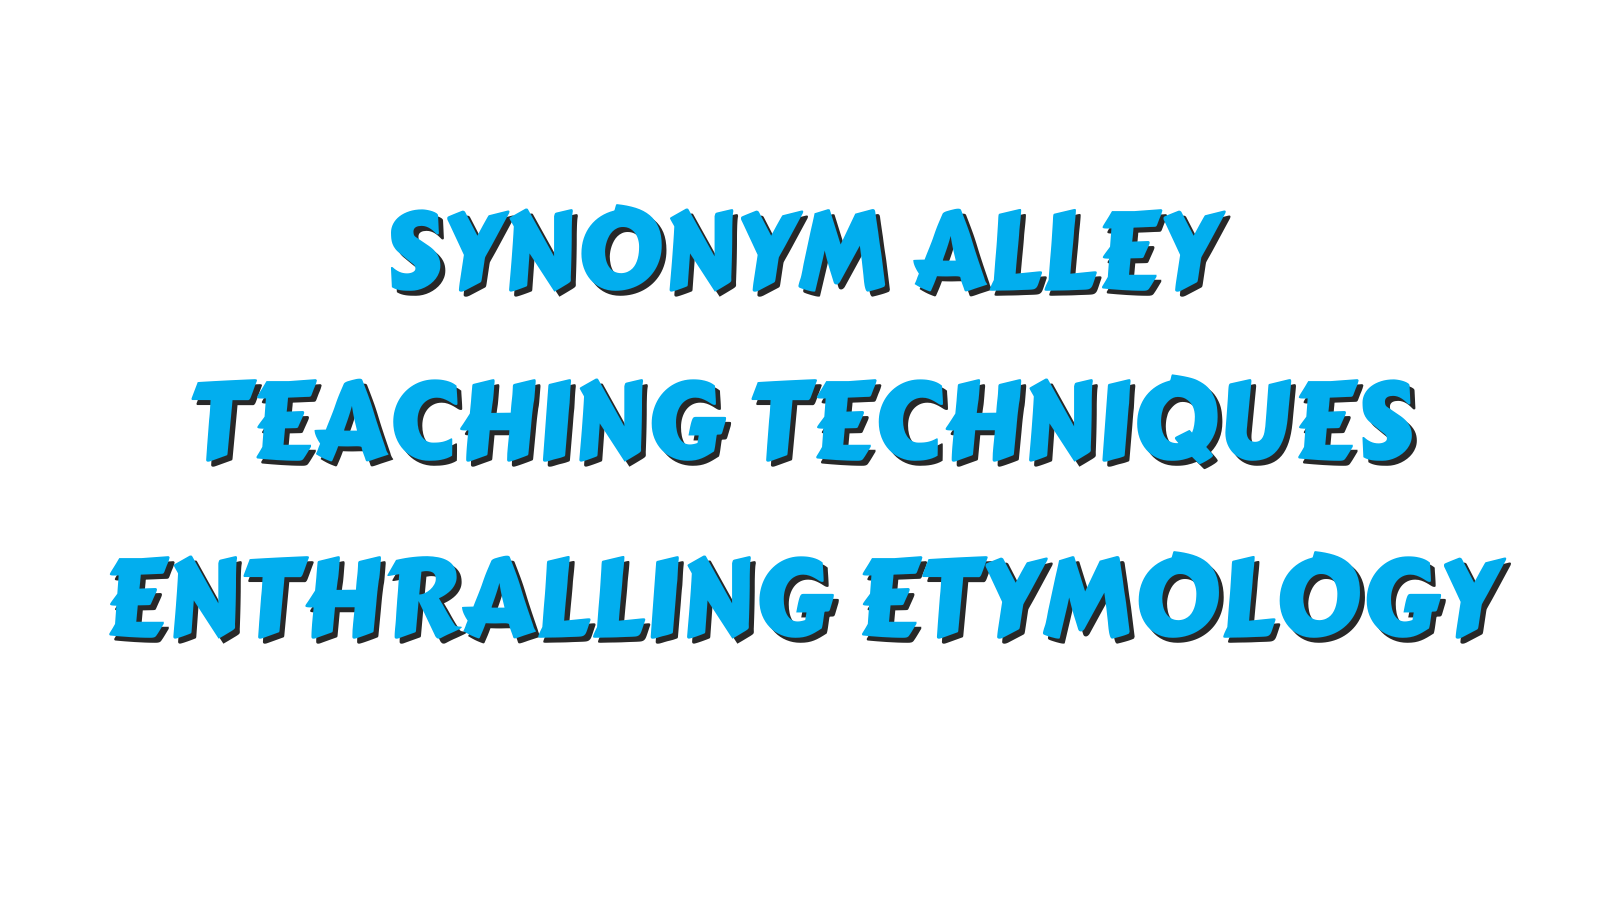 SYNONYM ALLEY
TEACHING TECHNIQUES
ENTHRALLING ETYMOLOGY